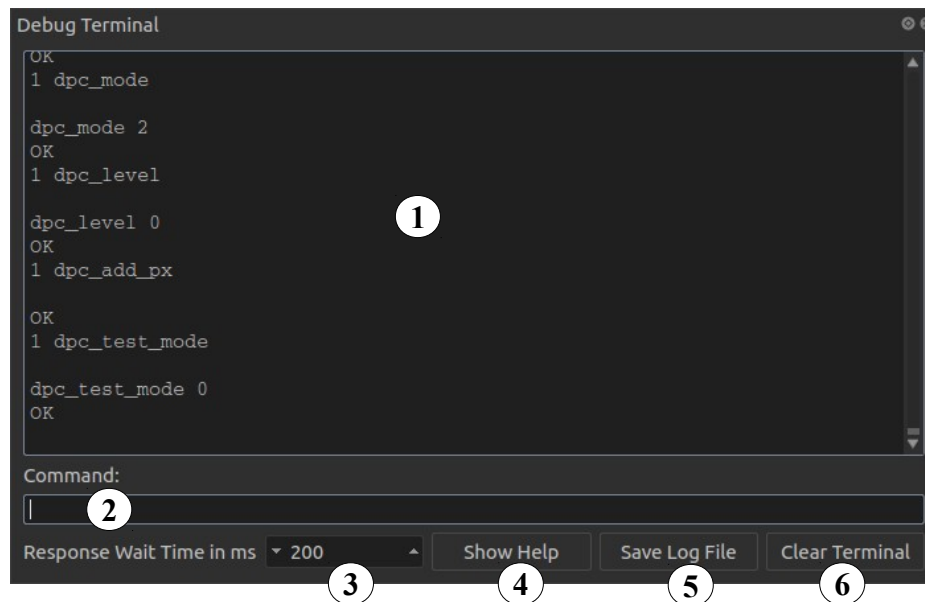 Debug Terminal
OK
1 dpc_mode
dpc_mode 2
OK
1 dpc_level
dpc_level 0
OK
1 dpc_add_px
OK
1 dpc_test_mode
dpc_test_mode 0
OK
1
Command:
2
Response Wait Time in ms 200 Show Help Save Log File Clear Terminal
3 4 5 6